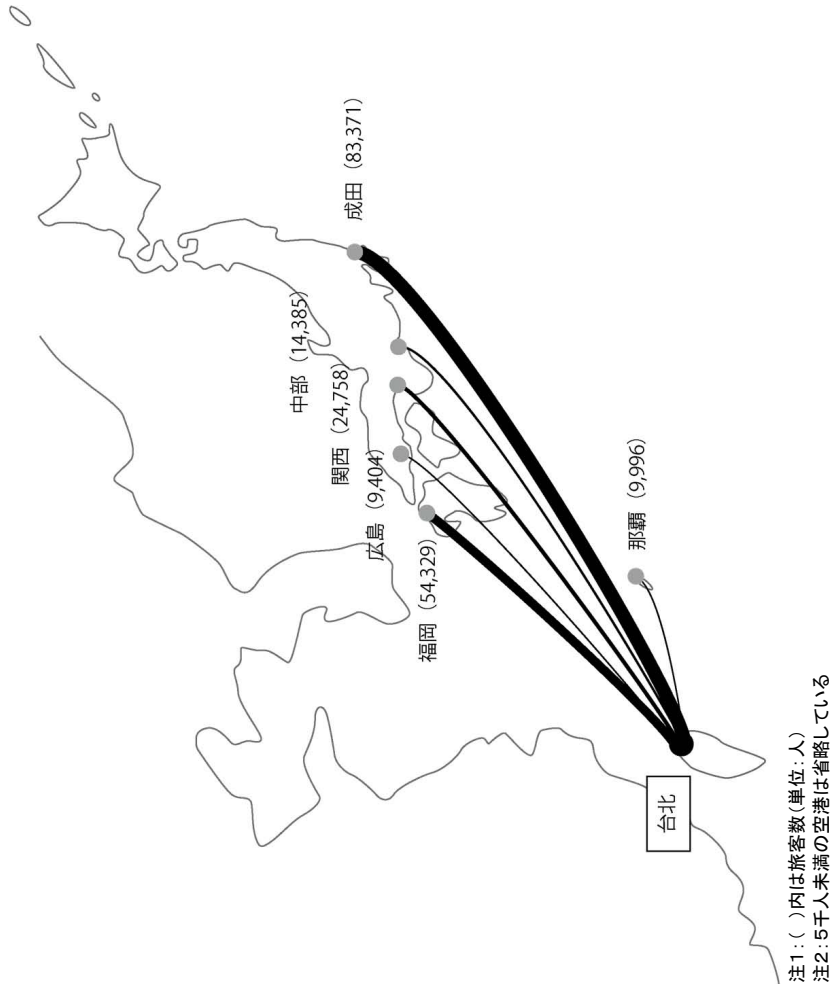 成田 (83,371)
中部 (14,385)
関西 (24,758)
広島 (9,404)
福岡 (54,329)
那覇 (9,996)
台北
注1:( )内は旅客数(単位:人)
注2:5千人未満の空港は省略している